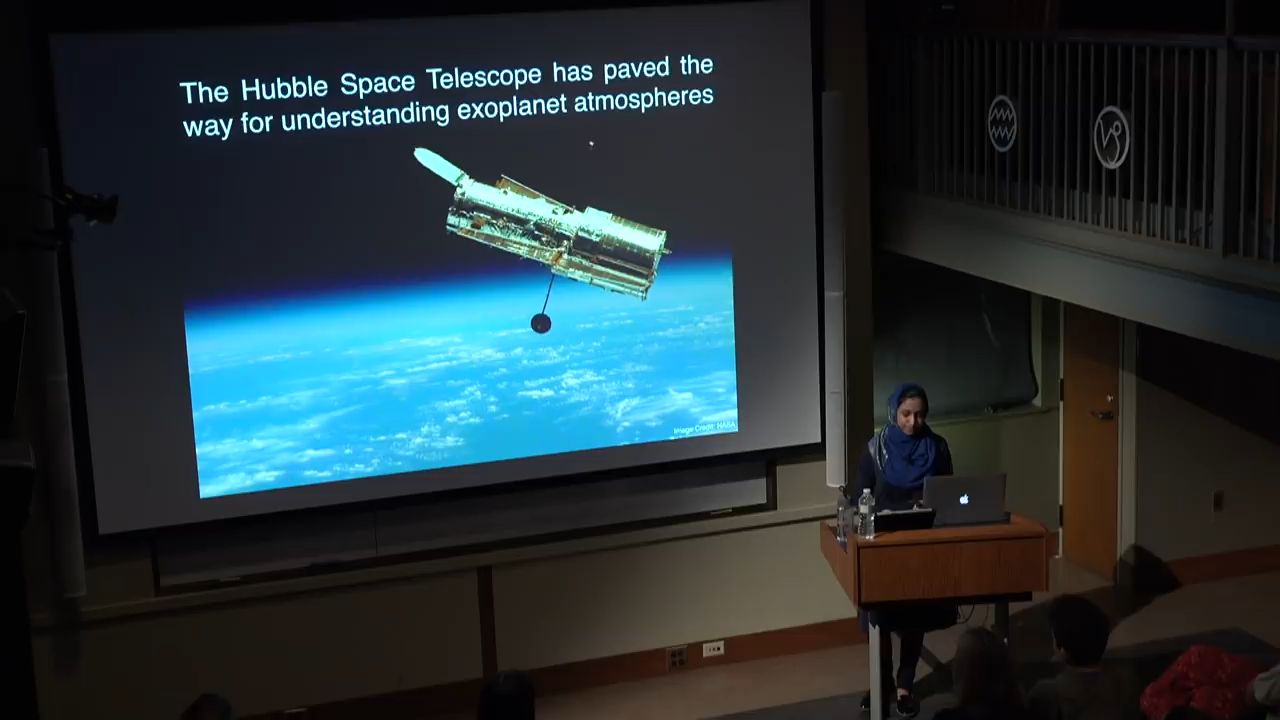 The Hubble Space Telescope has paved the
way for understanding exoplanet atmospheres
Image Credit: NASA